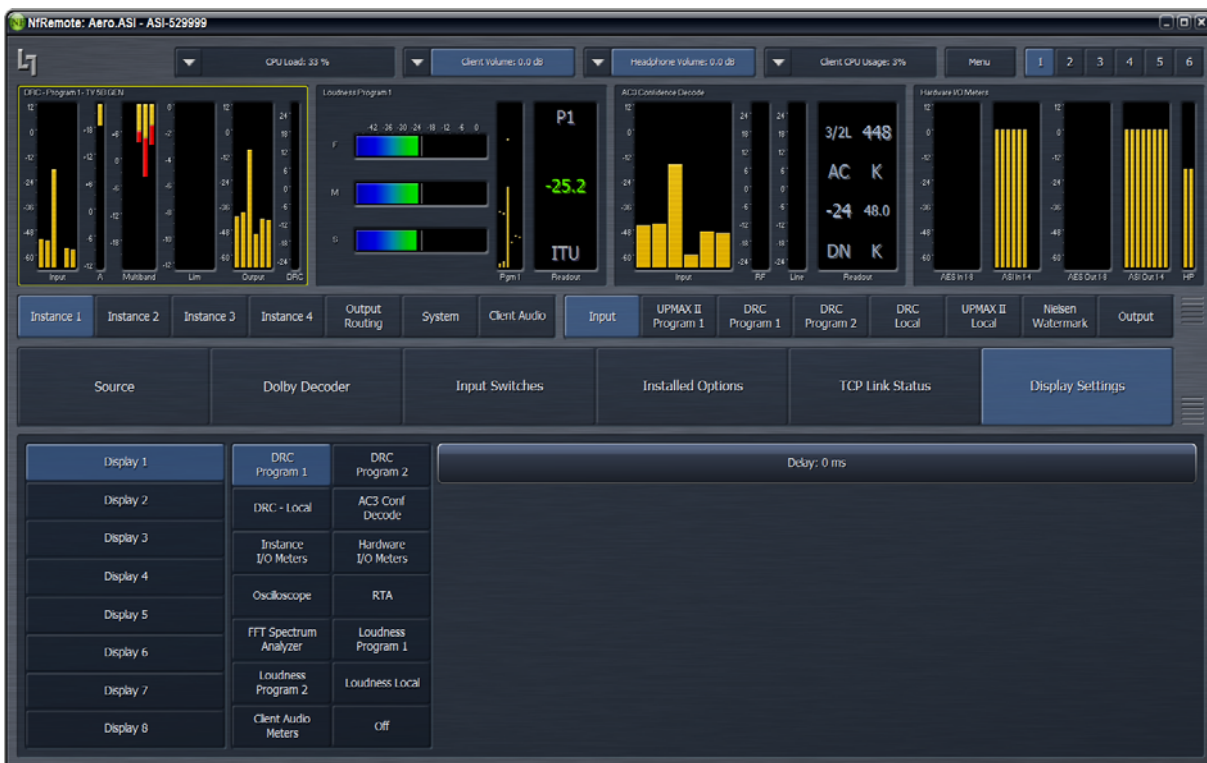 NfRemote: Aero.ASI - ASI-529999
CPU Load: 33 %
Client Volume: 0.0 dB
Headphone Volume: 0.0 dB
Client CPU Usage: 3%
Menu
1 2 3 4 5 6
Loudness Program 1
AC3 Confidence Decode
Hardware I/O Meters
-42 -36 -30 -24 -18 -12 -6 0
F
M
S
P1
-25.2
ITU
3/2L 448
AC K
-24 48.0
DN K
Input A Multiband Lim Output DRC
Pgm 1 Readout
Input RF Line Readout
AES In 1-8 ASI In 1-4 AES Out 1-8 ASI Out 1-4 HP
Instance 1
Instance 2
Instance 3
Instance 4
Output
Routing
System
Client Audio
Input
UPMAX II
Program 1
DRC
Program 1
DRC
Program 2
DRC
Local
UPMAX II
Local
Nielsen
Watermark
Output
Source
Dolby Decoder
Input Switches
Installed Options
TCP Link Status
Display Settings
Display 1
Display 2
Display 3
Display 4
Display 5
Display 6
Display 7
Display 8
DRC
Program 1
DRC
Program 2
DRC - Local
AC3 Conf
Decode
Instance
I/O Meters
Hardware
I/O Meters
Oscilloscope
RTA
FFT Spectrum
Analyzer
Loudness
Program 1
Loudness
Program 2
Loudness Local
Client Audio
Meters
Off
Delay: 0 ms